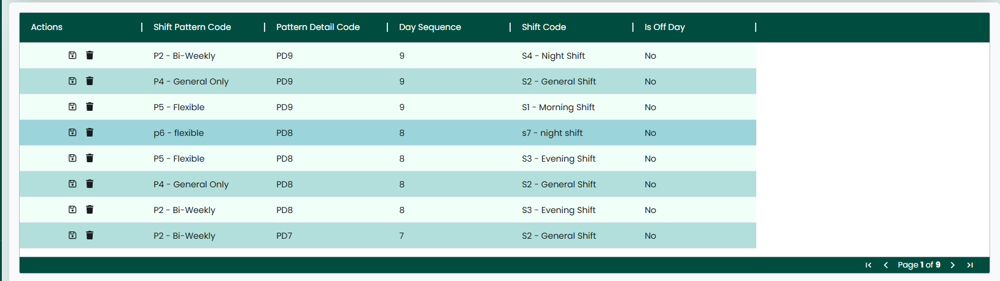 Actions Shift Pattern Code Pattern Detail Code Day Sequence Shift Code Is Off Day
P2 - Bi-Weekly PD9 9 S4 - Night Shift No
P4 - General Only PD9 9 S2 - General Shift No
P5 - Flexible PD9 9 S1 - Morning Shift No
p6 - flexible PD8 8 s7 - night shift No
P5 - Flexible PD8 8 S3 - Evening Shift No
P4 - General Only PD8 8 S2 - General Shift No
P2 - Bi-Weekly PD8 8 S3 - Evening Shift No
P2 - Bi-Weekly PD7 7 S2 - General Shift No
Page 1 of 9